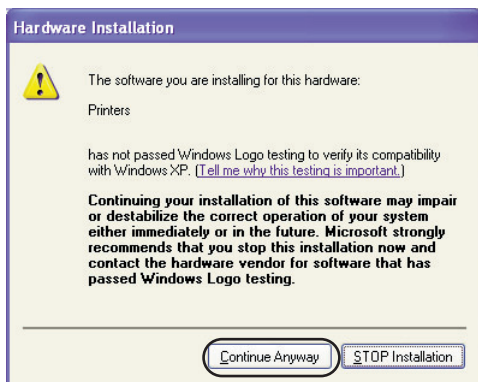 Hardware Installation
The software you are installing for this hardware:
Printers
has not passed Windows Logo testing to verify its compatibility
with Windows XP. (Tell me why this testing is important.)
Continuing your installation of this software may impair
or destabilize the correct operation of your system
either immediately or in the future. Microsoft strongly
recommends that you stop this installation now and
contact the hardware vendor for software that has
passed Windows Logo testing.
Continue Anyway
STOP Installation